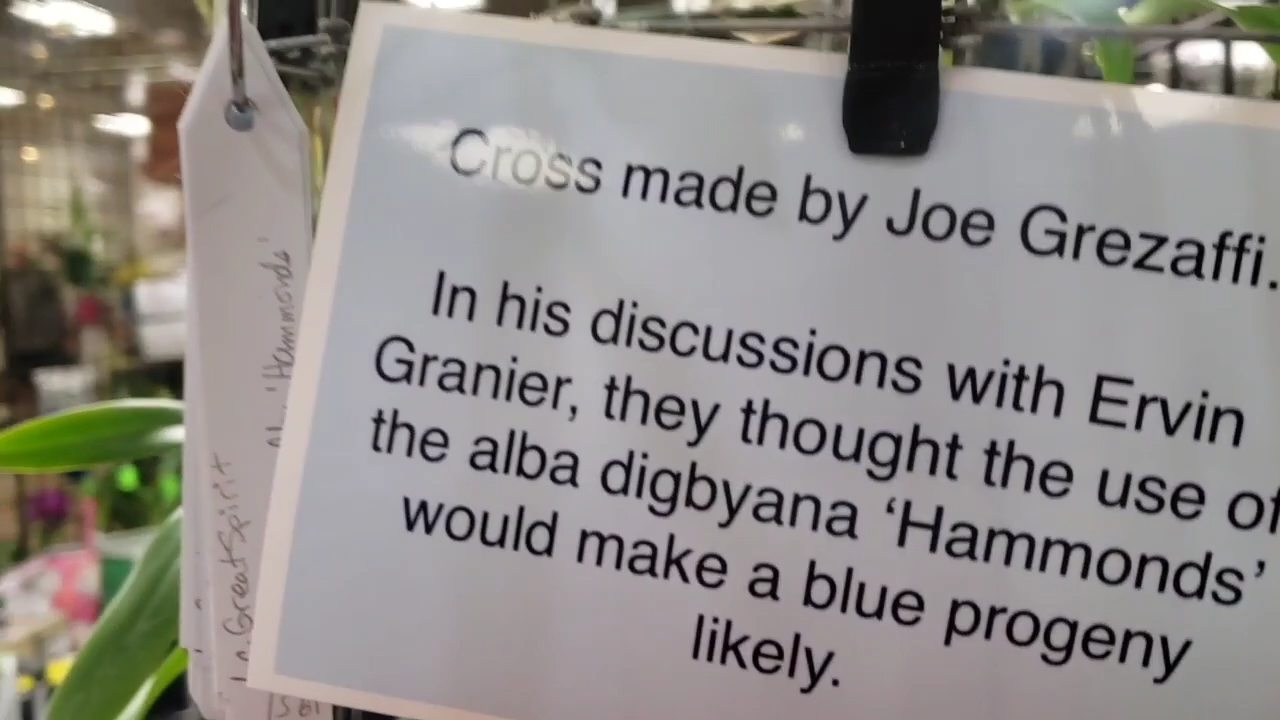 Cross made by Joe Grezaffi.
In his discussions with Ervin
Granier, they thought the use of
the alba digbyana ‘Hammonds’
would make a blue progeny
likely.
'Hammonds'
Great Spirit